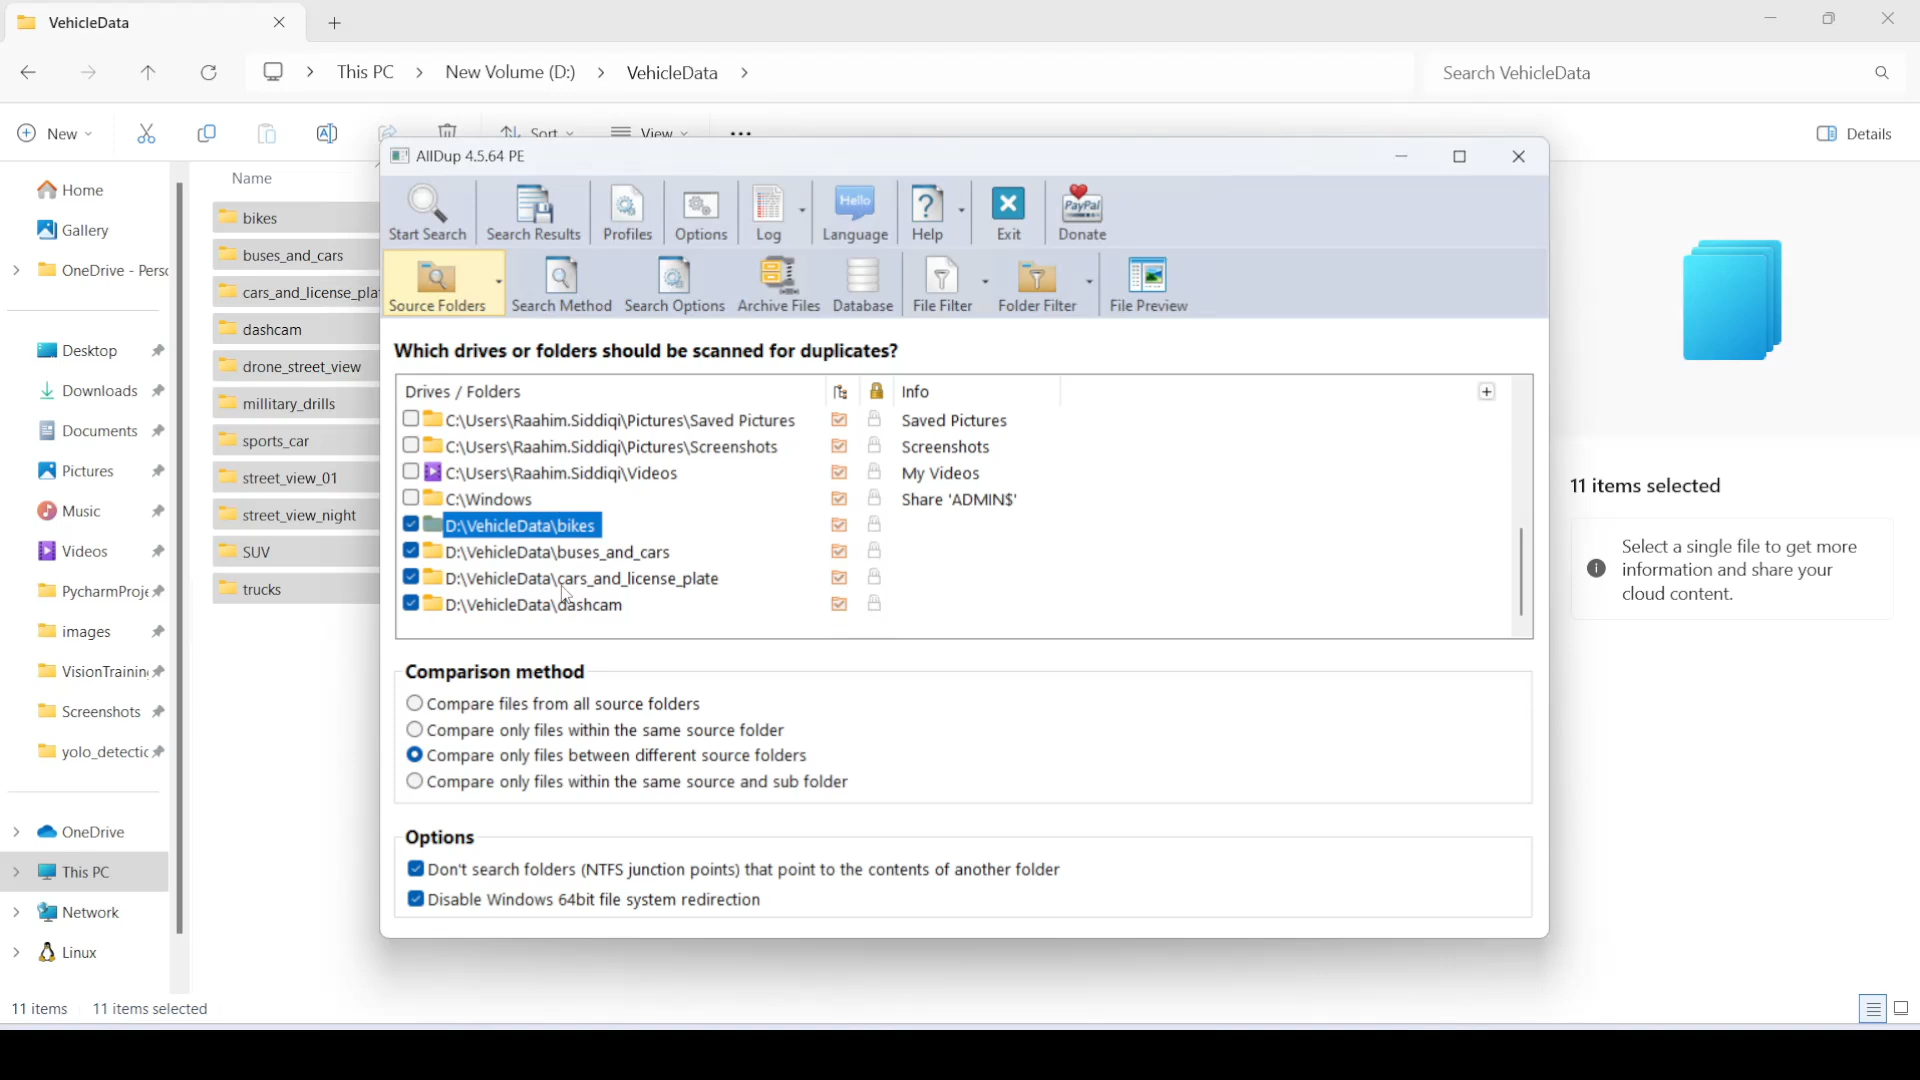 VehicleData
This PC > New Volume (D:) > VehicleData >
Search VehicleData
New
Sort
View
Details
Home
Gallery
OneDrive - Perso
Desktop
Downloads
Documents
Pictures
Music
Videos
PycharmProje
images
VisionTraining
Screenshots
yolo_detectic
OneDrive
This PC
Network
Linux
Name
bikes
buses_and_cars
cars_and_license_plat
dashcam
drone_street_view
millitary_drills
sports_car
street_view_01
street_view_night
SUV
trucks
AllDup 4.5.64 PE
Start Search
Search Results
Profiles
Options
Log
Hello
Language
Help
Exit
PayPal
Donate
Source Folders
Search Method
Search Options
Archive Files
Database
File Filter
Folder Filter
File Preview
Which drives or folders should be scanned for duplicates?
Drives / Folders Info
C:\Users\Raahim.Siddiqi\Pictures\Saved Pictures Saved Pictures
C:\Users\Raahim.Siddiqi\Pictures\Screenshots Screenshots
C:\Users\Raahim.Siddiqi\Videos My Videos
C:\Windows Share 'ADMIN$'
D:\VehicleData\bikes
D:\VehicleData\buses_and_cars
D:\VehicleData\cars_and_license_plate
D:\VehicleData\dashcam
Comparison method
Compare files from all source folders
Compare only files within the same source folder
Compare only files between different source folders
Compare only files within the same source and sub folder
Options
Don't search folders (NTFS junction points) that point to the contents of another folder
Disable Windows 64bit file system redirection
11 items selected
Select a single file to get more
information and share your
cloud content.
11 items 11 items selected